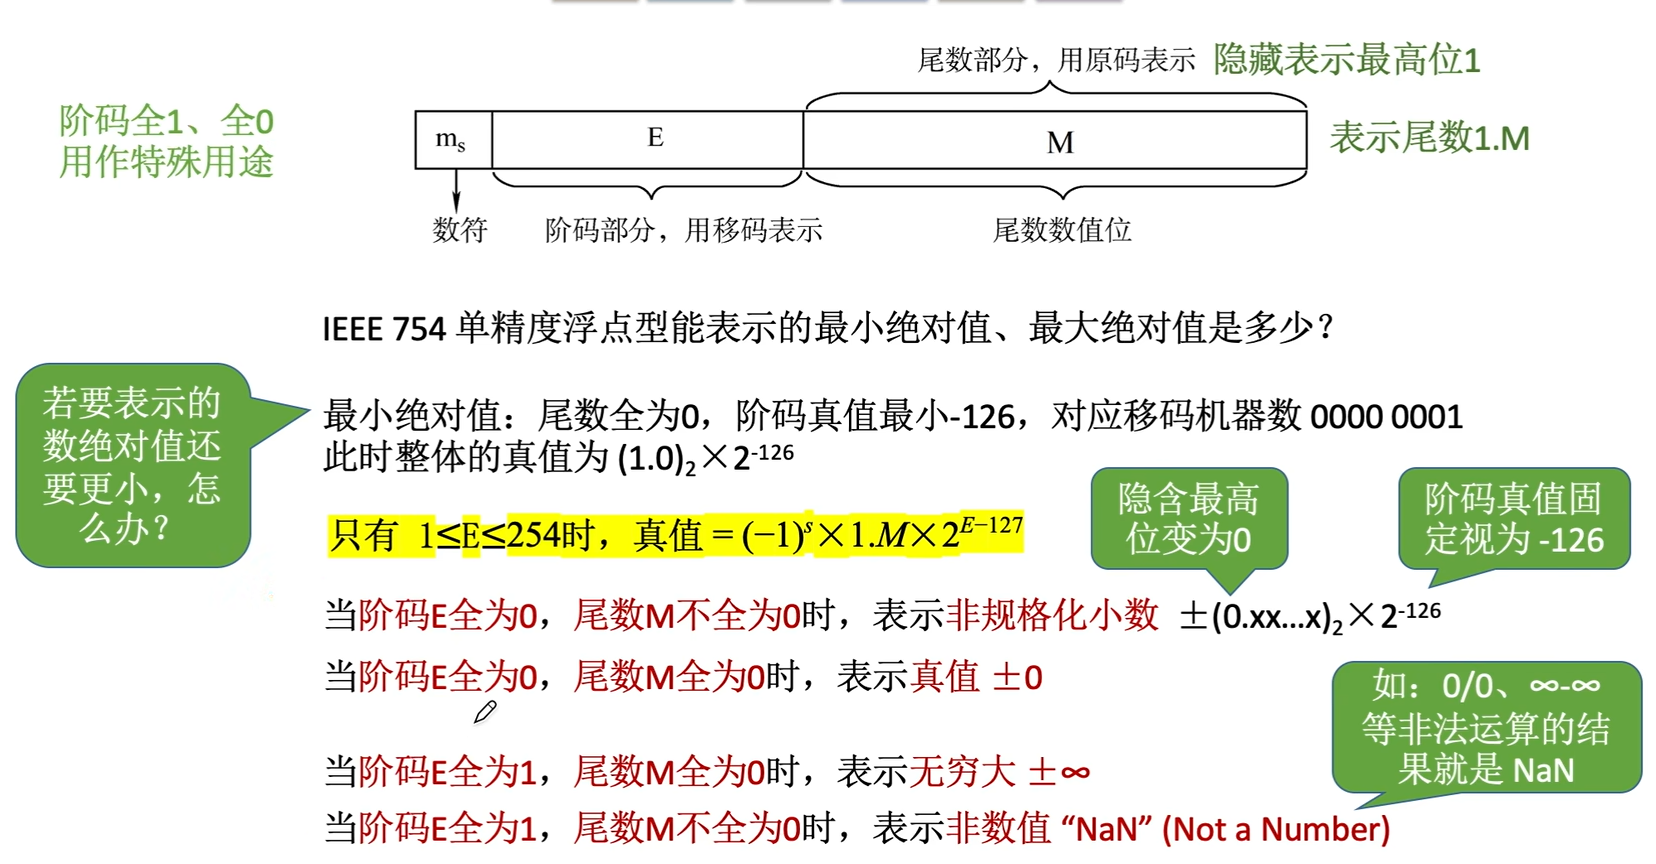 尾数部分，用原码表示 隐藏表示最高位1
阶码全1、全0
用作特殊用途
mₛ E M
表示尾数1.M
数符 阶码部分，用移码表示 尾数数值位
IEEE 754 单精度浮点型能表示的最小绝对值、最大绝对值是多少？
若要表示的
数绝对值还
要更小，怎
么办？
最小绝对值：尾数全为0，阶码真值最小-126，对应移码机器数 0000 0001
此时整体的真值为 (1.0)₂×2⁻¹²⁶
只有 1≤E≤254时，真值 = (−1)ˢ×1.M×2ᴱ⁻¹²⁷
隐含最高
位变为0
阶码真值固
定视为 -126
当阶码E全为0，尾数M不全为0时，表示非规格化小数 ±(0.xx...x)₂×2⁻¹²⁶
当阶码E全为0，尾数M全为0时，表示真值 ±0
如：0/0、∞-∞
等非法运算的结
果就是 NaN
当阶码E全为1，尾数M全为0时，表示无穷大 ±∞
当阶码E全为1，尾数M不全为0时，表示非数值 “NaN” (Not a Number)